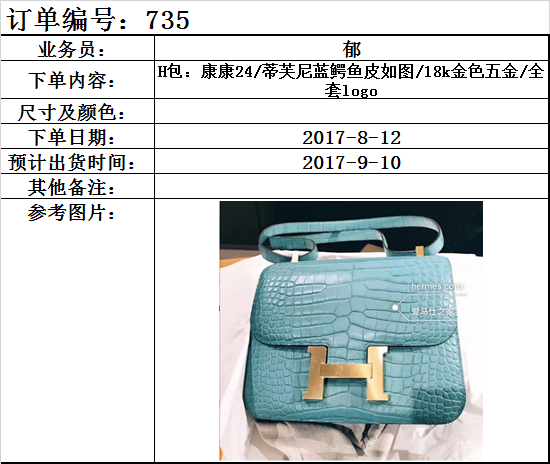 订单编号：735
业务员： 郁
下单内容： H包：康康24/蒂芙尼蓝鳄鱼皮如图/18k金色五金/全
套logo
尺寸及颜色：
下单日期： 2017-8-12
预计出货时间： 2017-9-10
其他备注：
参考图片：
hermes.com
爱马仕之家